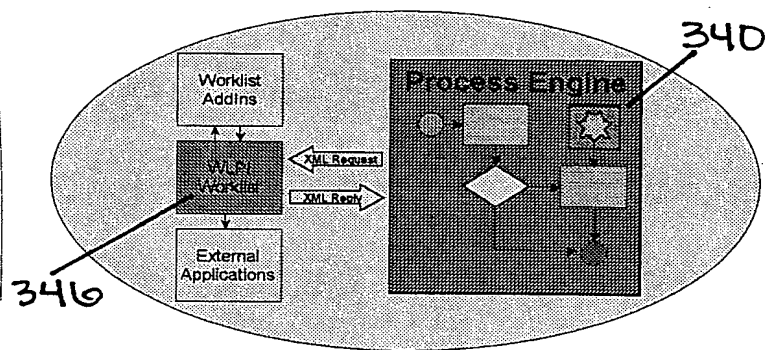 340
Process Engine
Worklist
AddIns
XML Request
WLPI
Worklist
XML Reply
External
Applications
346